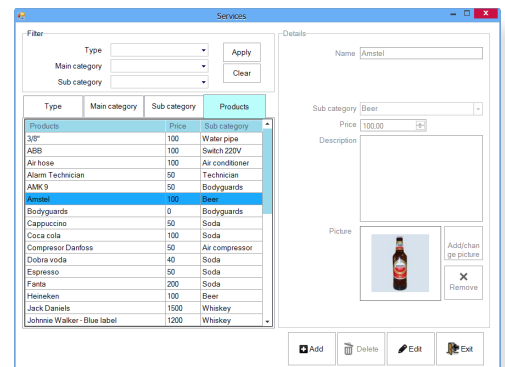 Services
Filter
Type
Main category
Sub category
Apply
Clear
Type Main category Sub category Products
Products Price Sub category
3/8" 100 Water pipe
ABB 100 Switch 220V
Air hose 100 Air conditioner
Alarm Technician 50 Technician
AMK 9 50 Bodyguards
Amstel 100 Beer
Bodyguards 0 Bodyguards
Cappuccino 50 Soda
Coca cola 100 Soda
Compresor Danfoss 50 Air compressor
Dobra voda 40 Soda
Espresso 50 Soda
Fanta 200 Soda
Heineken 100 Beer
Jack Daniels 1500 Whiskey
Johnnie Walker - Blue label 1200 Whiskey
Details
Name Amstel
Sub category Beer
Price 100.00
Description
Picture
Add/chan
ge picture
Remove
Add Delete Edit Exit